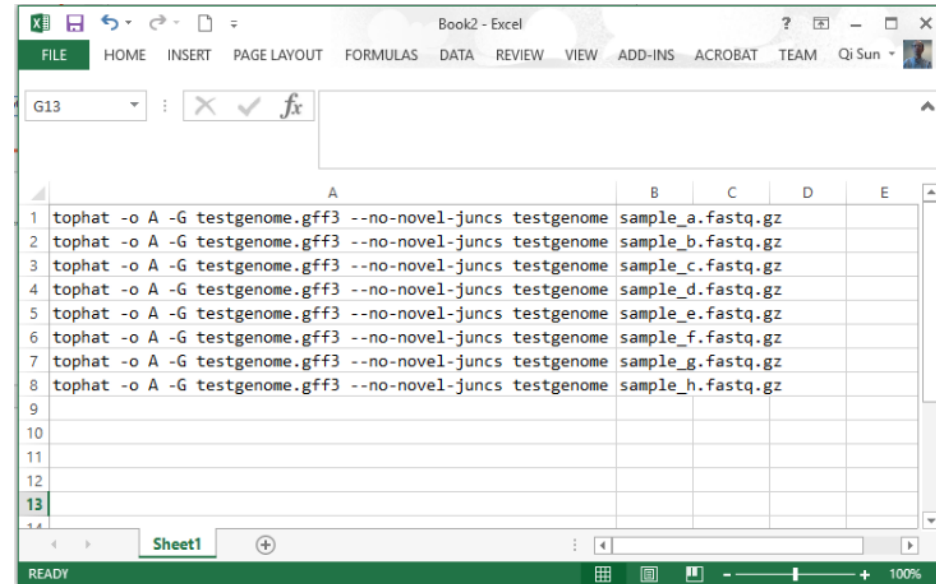 Book2 - Excel
FILE HOME INSERT PAGE LAYOUT FORMULAS DATA REVIEW VIEW ADD-INS ACROBAT TEAM Qi Sun
G13 fx
A B C D E
1 tophat -o A -G testgenome.gff3 --no-novel-juncs testgenome sample_a.fastq.gz
2 tophat -o A -G testgenome.gff3 --no-novel-juncs testgenome sample_b.fastq.gz
3 tophat -o A -G testgenome.gff3 --no-novel-juncs testgenome sample_c.fastq.gz
4 tophat -o A -G testgenome.gff3 --no-novel-juncs testgenome sample_d.fastq.gz
5 tophat -o A -G testgenome.gff3 --no-novel-juncs testgenome sample_e.fastq.gz
6 tophat -o A -G testgenome.gff3 --no-novel-juncs testgenome sample_f.fastq.gz
7 tophat -o A -G testgenome.gff3 --no-novel-juncs testgenome sample_g.fastq.gz
8 tophat -o A -G testgenome.gff3 --no-novel-juncs testgenome sample_h.fastq.gz
9
10
11
12
13
14
Sheet1
READY 100%